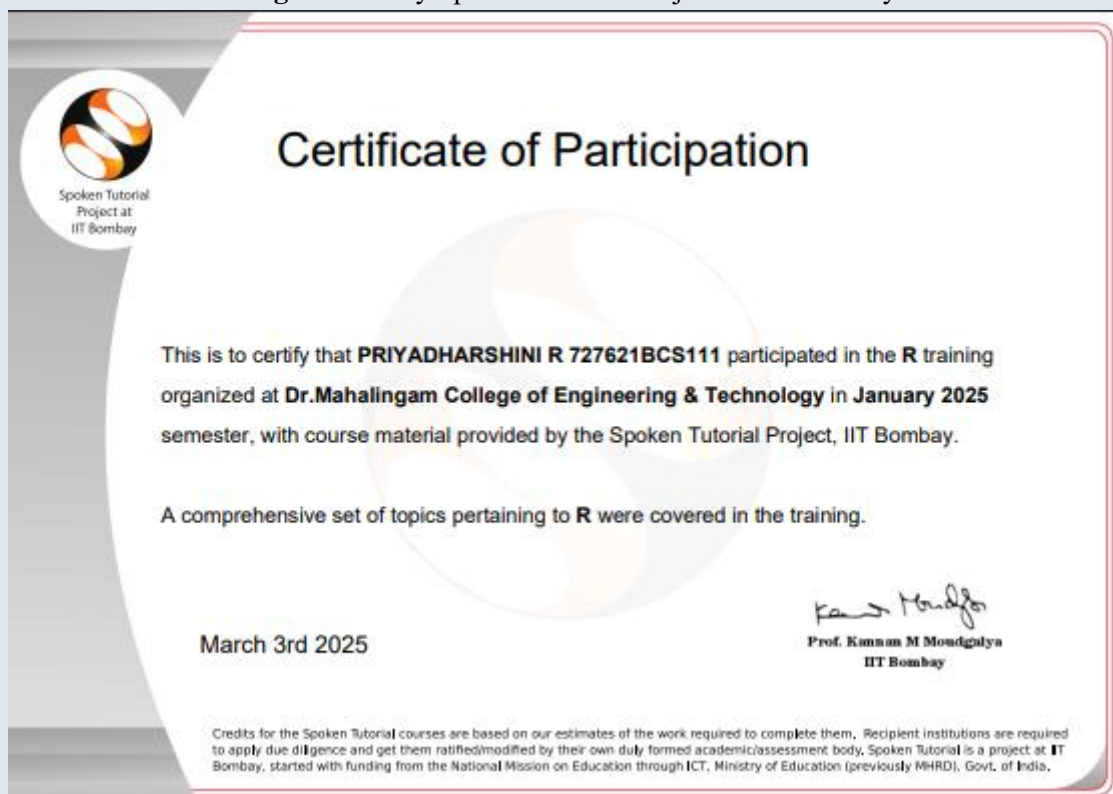 Spoken Tutorial
Project at
IIT Bombay
Certificate of Participation
This is to certify that PRIYADHARSHINI R 727621BCS111 participated in the R training
organized at Dr.Mahalingam College of Engineering & Technology in January 2025
semester, with course material provided by the Spoken Tutorial Project, IIT Bombay.
A comprehensive set of topics pertaining to R were covered in the training.
March 3rd 2025
Prof. Kannan M Moudgalya
IIT Bombay
Credits for the Spoken Tutorial courses are based on our estimates of the work required to complete them. Recipient institutions are required
to apply due diligence and get them ratified/modified by their own duly formed academic/assessment body. Spoken Tutorial is a project at IIT
Bombay, started with funding from the National Mission on Education through ICT, Ministry of Education (previously MHRD), Govt. of India.